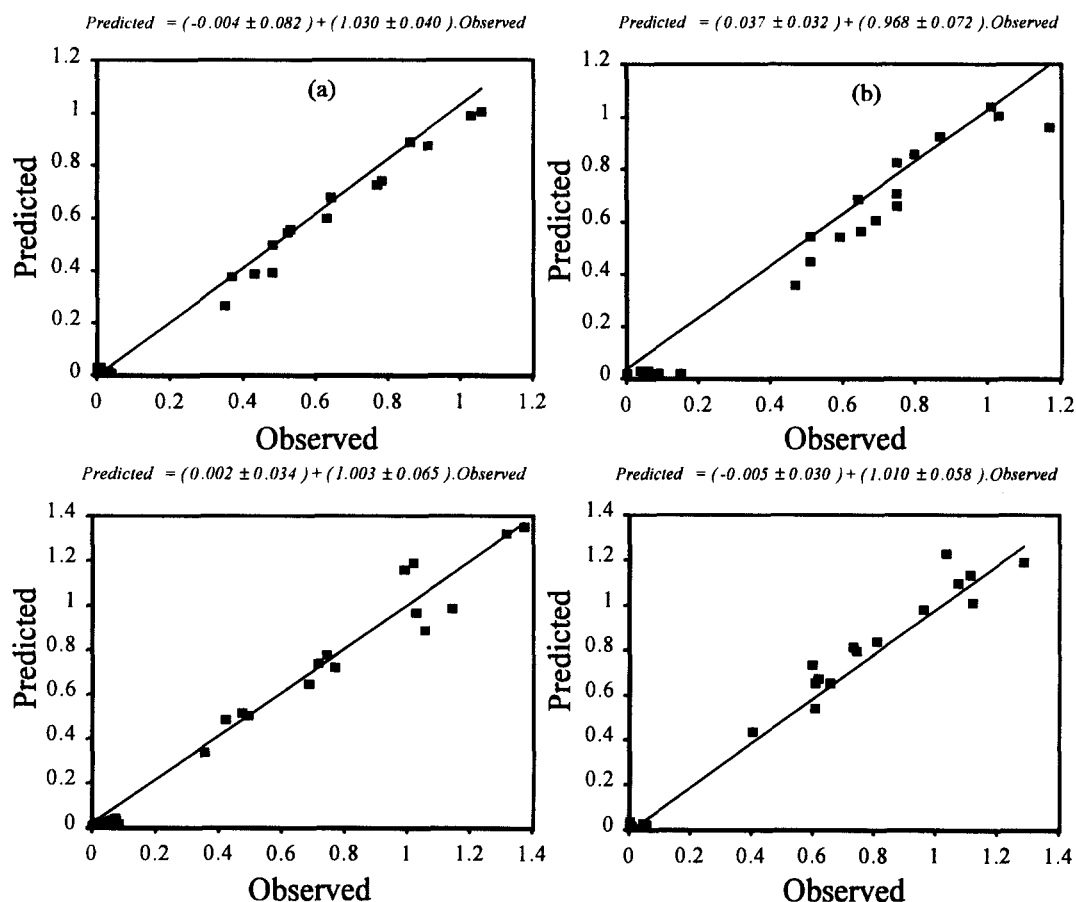 Predicted = (-0.004 ± 0.082) + (1.030 ± 0.040).Observed
Predicted = (0.037 ± 0.032) + (0.968 ± 0.072).Observed
1.2
1
0.8
0.6
0.4
0.2
0
Predicted
(a)
0 0.2 0.4 0.6 0.8 1 1.2
Observed
1.2
1
0.8
0.6
0.4
0.2
0
Predicted
(b)
0 0.2 0.4 0.6 0.8 1 1.2
Observed
Predicted = (0.002 ± 0.034) + (1.003 ± 0.065).Observed
Predicted = (-0.005 ± 0.030) + (1.010 ± 0.058).Observed
1.4
1.2
1
0.8
0.6
0.4
0.2
0
Predicted
0 0.2 0.4 0.6 0.8 1 1.2 1.4
Observed
1.4
1.2
1
0.8
0.6
0.4
0.2
0
Predicted
0 0.2 0.4 0.6 0.8 1 1.2 1.4
Observed